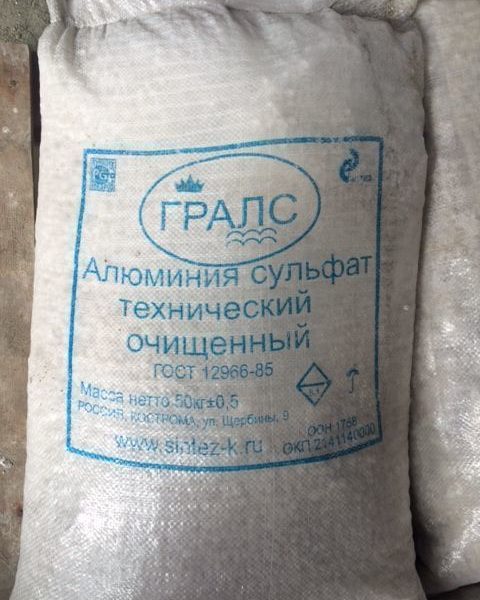 ГРАЛС
Алюминия сульфат
технический
очищенный
ГОСТ 12966-85
Масса нетто 50кг±0,5
РОССИЯ, КОСТРОМА, ул. Щербины, 9
ООН 1768
ОКП 2141140000
www.sintez-k.ru